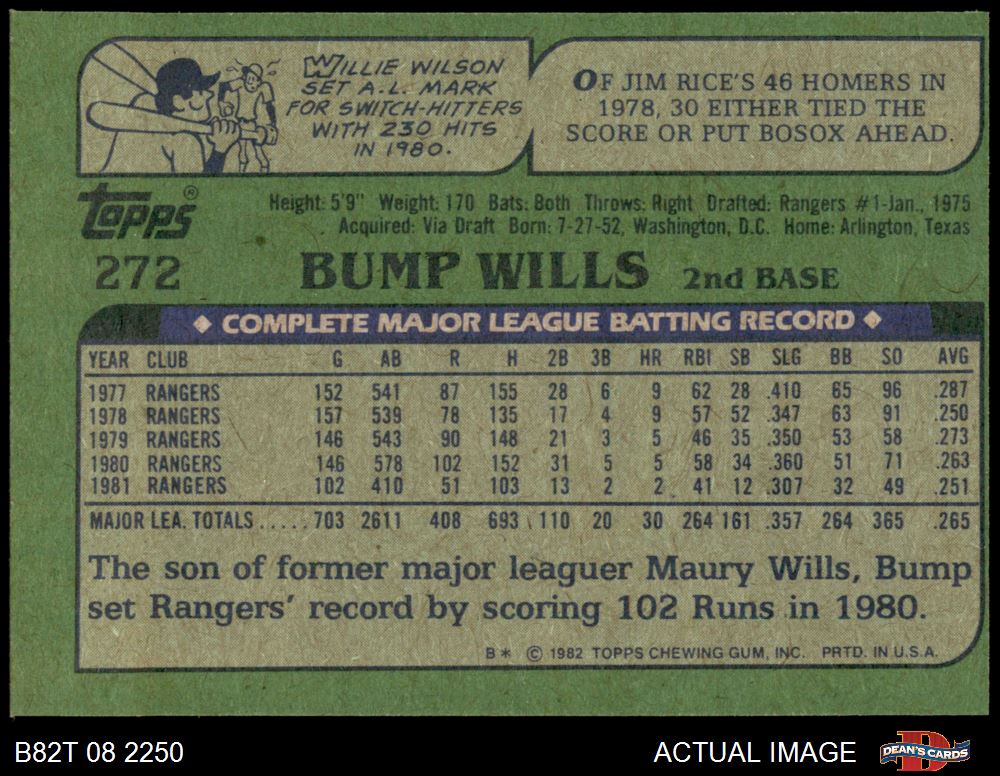 WILLIE WILSON
SET A.L. MARK
FOR SWITCH-HITTERS
WITH 230 HITS
IN 1980.
OF JIM RICE'S 46 HOMERS IN
1978, 30 EITHER TIED THE
SCORE OR PUT BOSOX AHEAD.
Topps®
Height: 5'9" Weight: 170 Bats: Both Throws: Right Drafted: Rangers #1-Jan., 1975
Acquired: Via Draft Born: 7-27-52, Washington, D.C. Home: Arlington, Texas
272 BUMP WILLS 2nd BASE
◆ COMPLETE MAJOR LEAGUE BATTING RECORD ◆
YEAR CLUB G AB R H 2B 3B HR RBI SB SLG BB SO AVG
1977 RANGERS 152 541 87 155 28 6 9 62 28 .410 65 96 .287
1978 RANGERS 157 539 78 135 17 4 9 57 52 .347 63 91 .250
1979 RANGERS 146 543 90 148 21 3 5 46 35 .350 53 58 .273
1980 RANGERS 146 578 102 152 31 5 5 58 34 .360 51 71 .263
1981 RANGERS 102 410 51 103 13 2 2 41 12 .307 32 49 .251
MAJOR LEA. TOTALS ..... 703 2611 408 693 110 20 30 264 161 .357 264 365 .265
The son of former major leaguer Maury Wills, Bump
set Rangers' record by scoring 102 Runs in 1980.
B* © 1982 TOPPS CHEWING GUM, INC. PRTD. IN U.S.A.
B82T 08 2250
ACTUAL IMAGE
D
DEAN'S CARDS